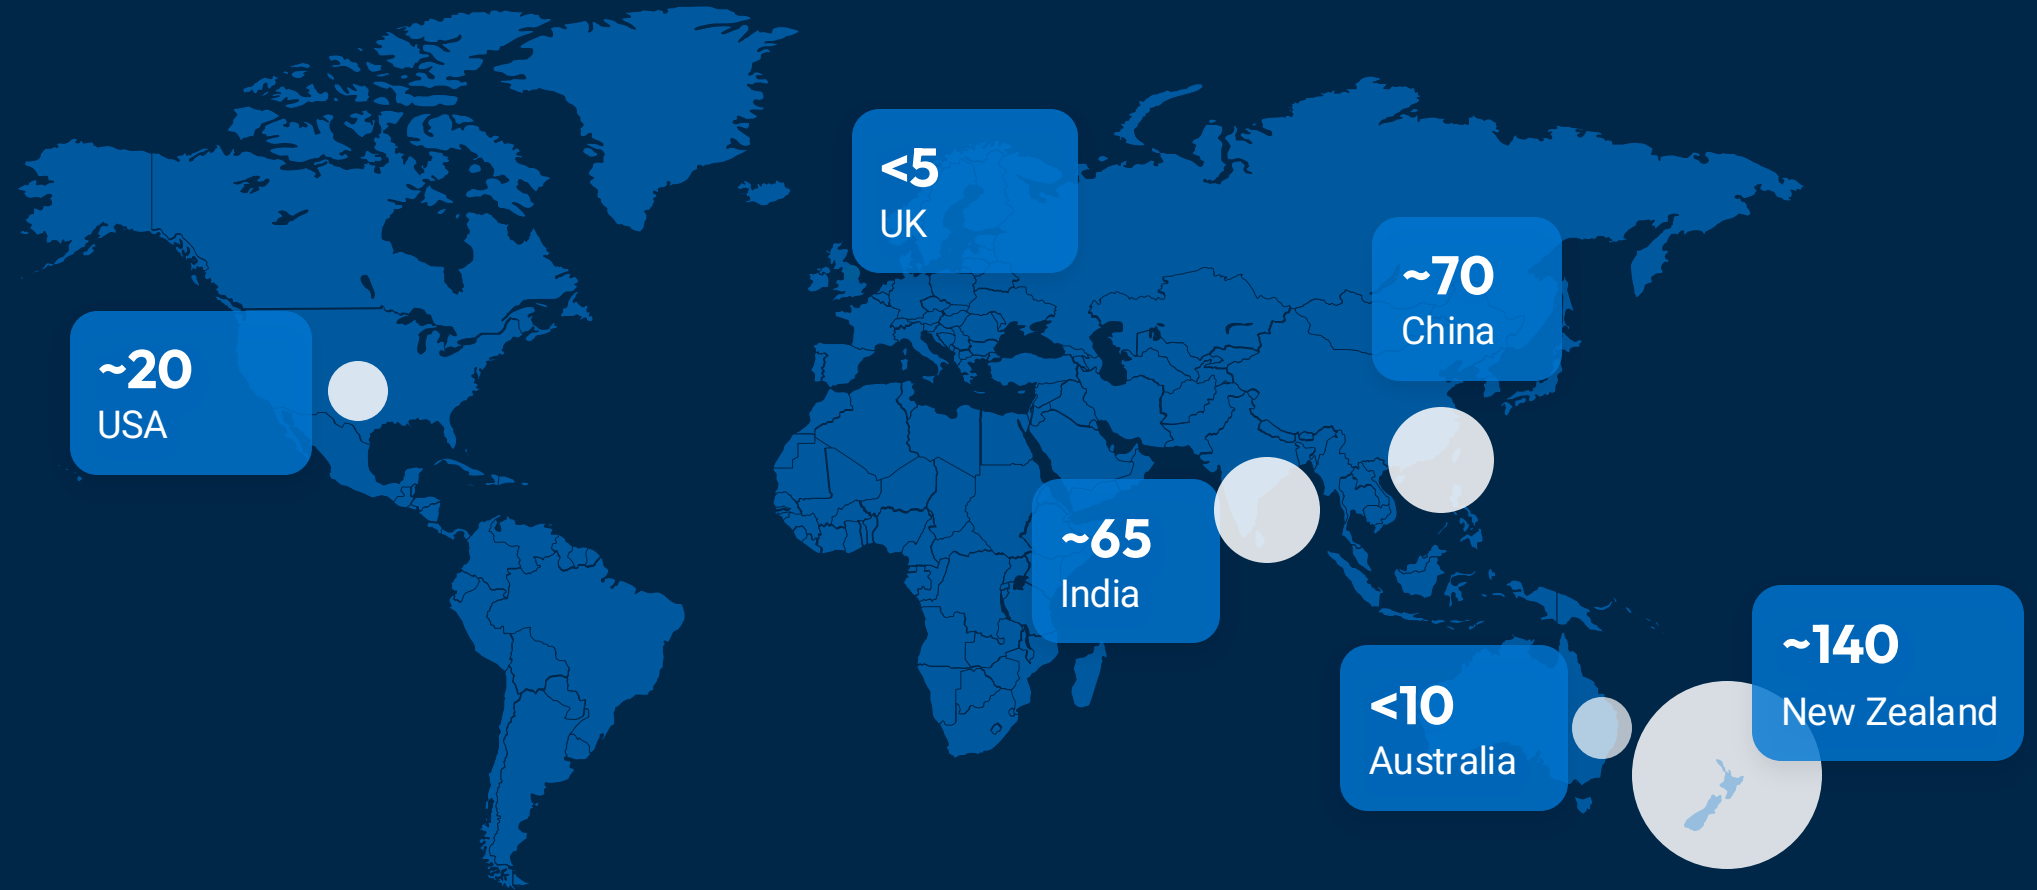 <5
UK
~70
China
~20
USA
~65
India
~140
New Zealand
<10
Australia